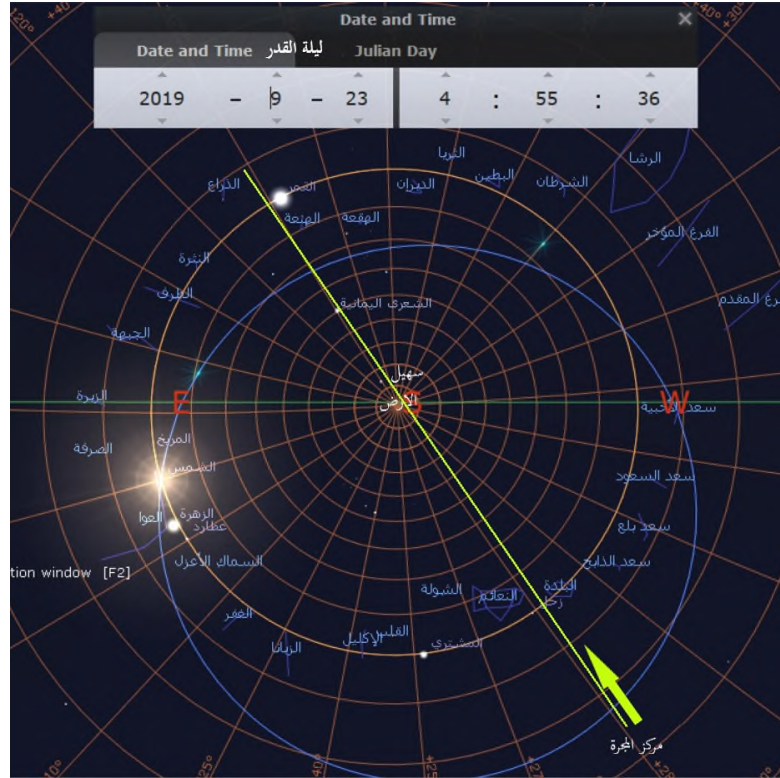 Date and Time
Date and Time ليلة القدر Julian Day
2019 - 9 - 23 4 : 55 : 36
+40°
+30°
الرشا
الثريا
البطين
الشرطان
الدبران
الذراع
القمر
الهنعة
الهقعة
الفرغ المؤخر
النثرة
الطرف
فرغ المقدم
الشعرى اليمانية
الجبهة
سهيل
الزبرة
E
الأرض
S
W
سعد الأخبية
الصرفة
المريخ
الشمس
سعد السعود
العوا
الزهرة
عطارد
سعد بلع
tion window [F2]
السماك الأعزل
سعد الذابح
الشولة
النعائم
البلدة
زحل
الغفر
الزبانا
الإكليل
القلب
المشتري
مركز المجرة